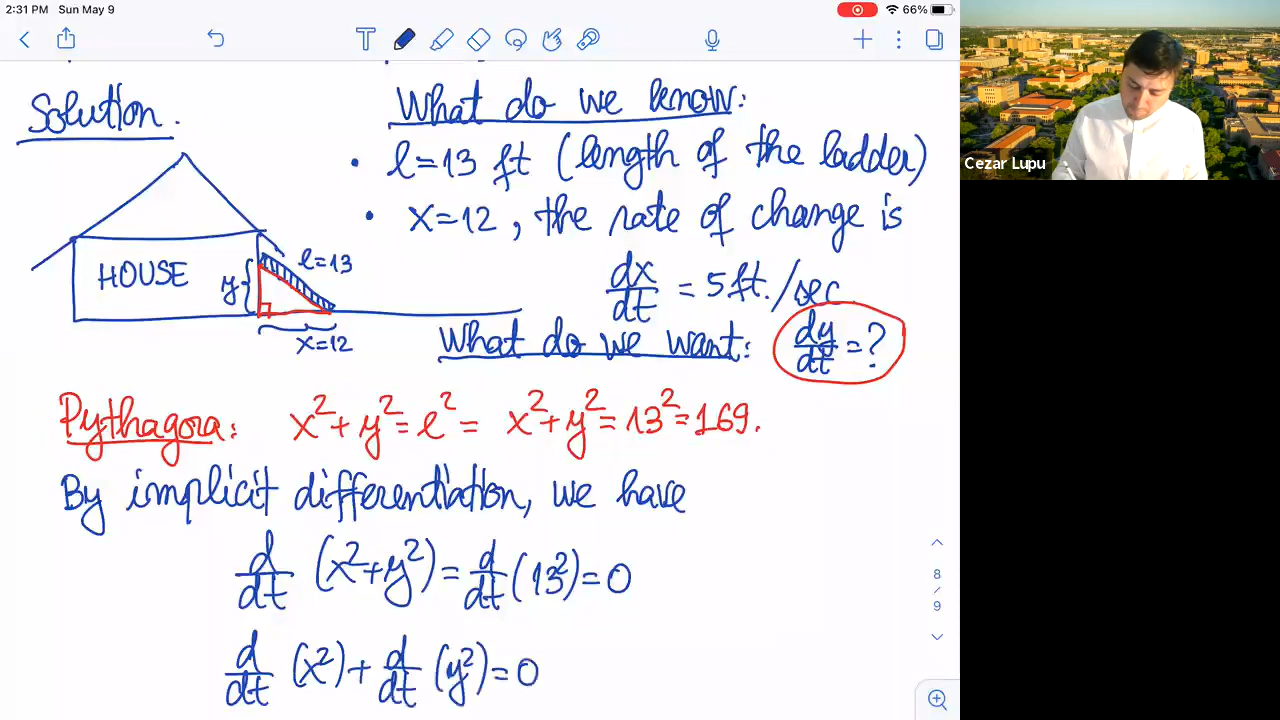 2:31 PM Sun May 9
66%
Cezar Lupu
Solution.
What do we know:
• l=13 ft (length of the ladder)
• x=12, the rate of change is
dx/dt = 5 ft./sec
HOUSE
y
l=13
x=12
What do we want: dy/dt = ?
Pythagora: x²+y²=l²= x²+y²=13²=169.
By implicit differentiation, we have
d/dt (x²+y²) = d/dt (13²) = 0
d/dt (x²) + d/dt (y²) = 0
8
/
9